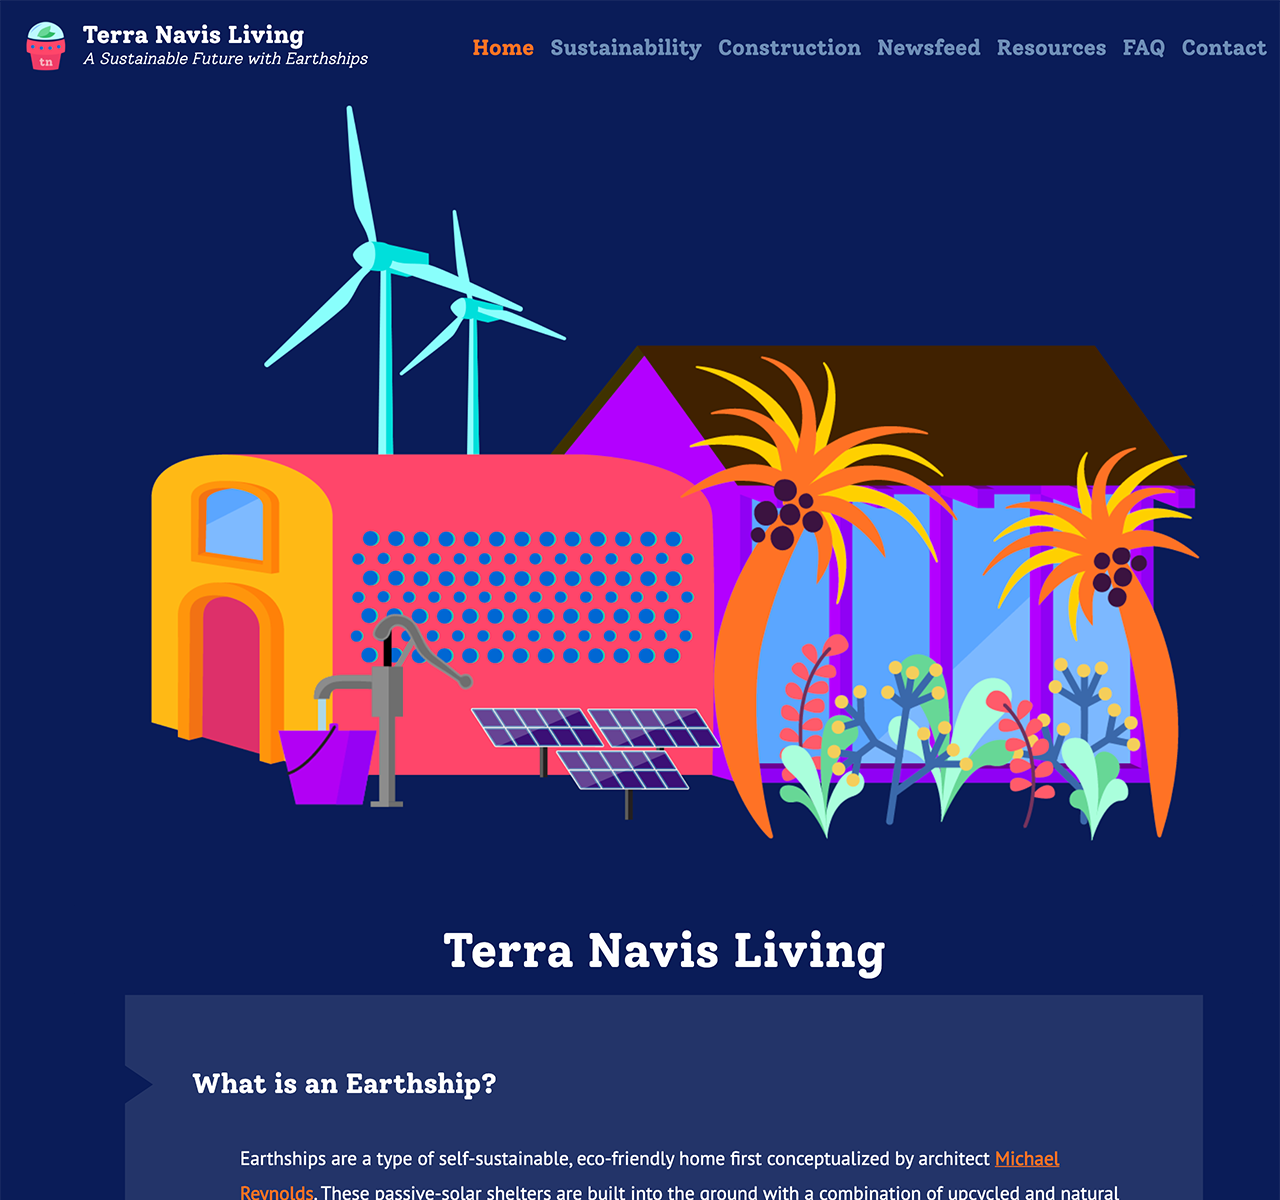 Terra Navis Living
A Sustainable Future with Earthships
tn
Home Sustainability Construction Newsfeed Resources FAQ Contact
Terra Navis Living
What is an Earthship?
Earthships are a type of self-sustainable, eco-friendly home first conceptualized by architect Michael
Reynolds. These passive-solar shelters are built into the ground with a combination of upcycled and natural